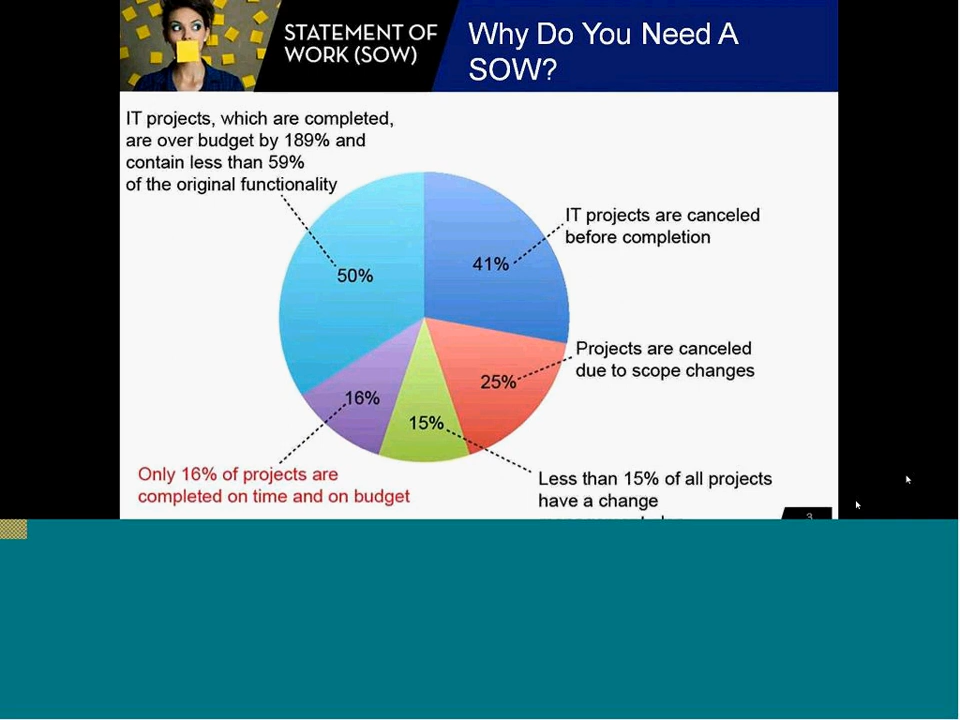 STATEMENT OF
WORK (SOW)
Why Do You Need A
SOW?
IT projects, which are completed,
are over budget by 189% and
contain less than 59%
of the original functionality
IT projects are canceled
before completion
41%
50%
Projects are canceled
due to scope changes
25%
16%
15%
Only 16% of projects are
completed on time and on budget
Less than 15% of all projects
have a change
3